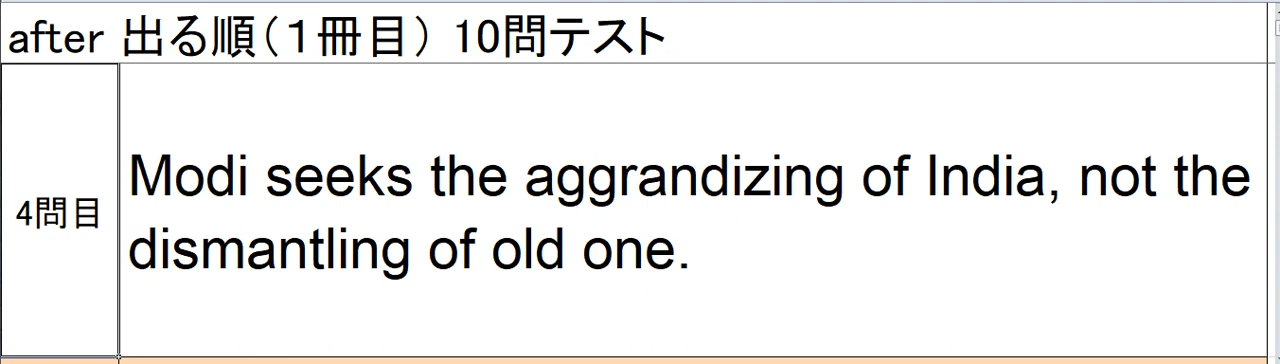 after 出る順（１冊目） 10問テスト
4問目
Modi seeks the aggrandizing of India, not the
dismantling of old one.